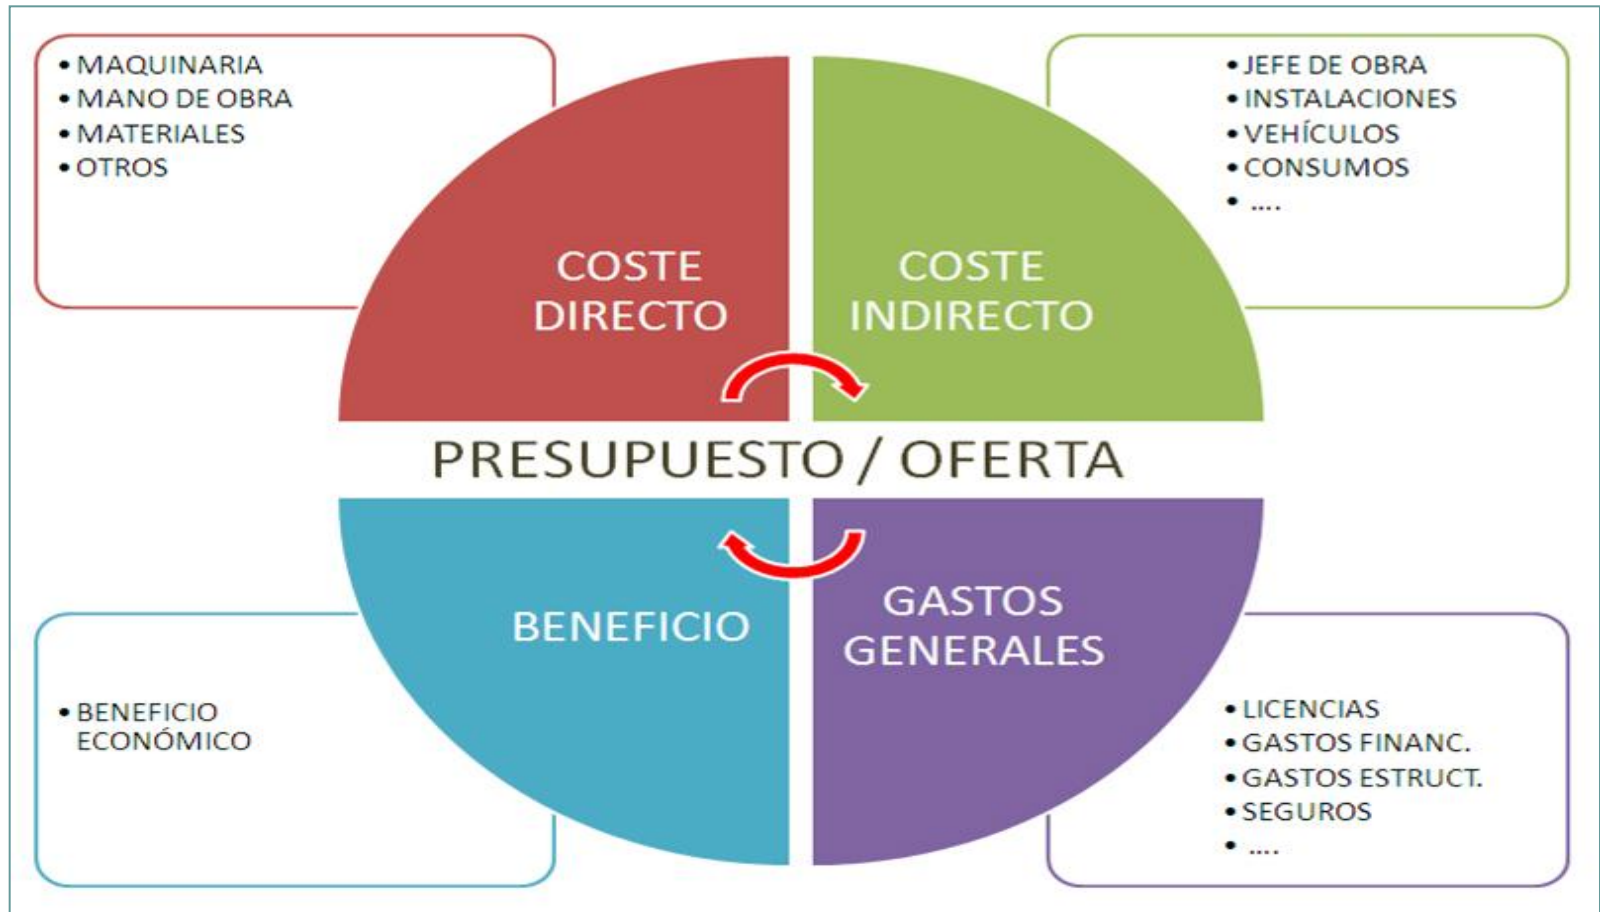 • MAQUINARIA
• MANO DE OBRA
• MATERIALES
• OTROS
• JEFE DE OBRA
• INSTALACIONES
• VEHÍCULOS
• CONSUMOS
• ....
COSTE
DIRECTO
COSTE
INDIRECTO
PRESUPUESTO / OFERTA
BENEFICIO
GASTOS
GENERALES
• BENEFICIO
ECONÓMICO
• LICENCIAS
• GASTOS FINANC.
• GASTOS ESTRUCT.
• SEGUROS
• ....